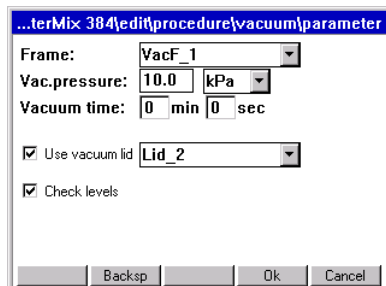 ...terMix 384\edit\procedure\vacuum\parameter
Frame: VacF_1
Vac.pressure: 10.0 kPa
Vacuum time: 0 min 0 sec
Use vacuum lid Lid_2
Check levels
Backsp Ok Cancel